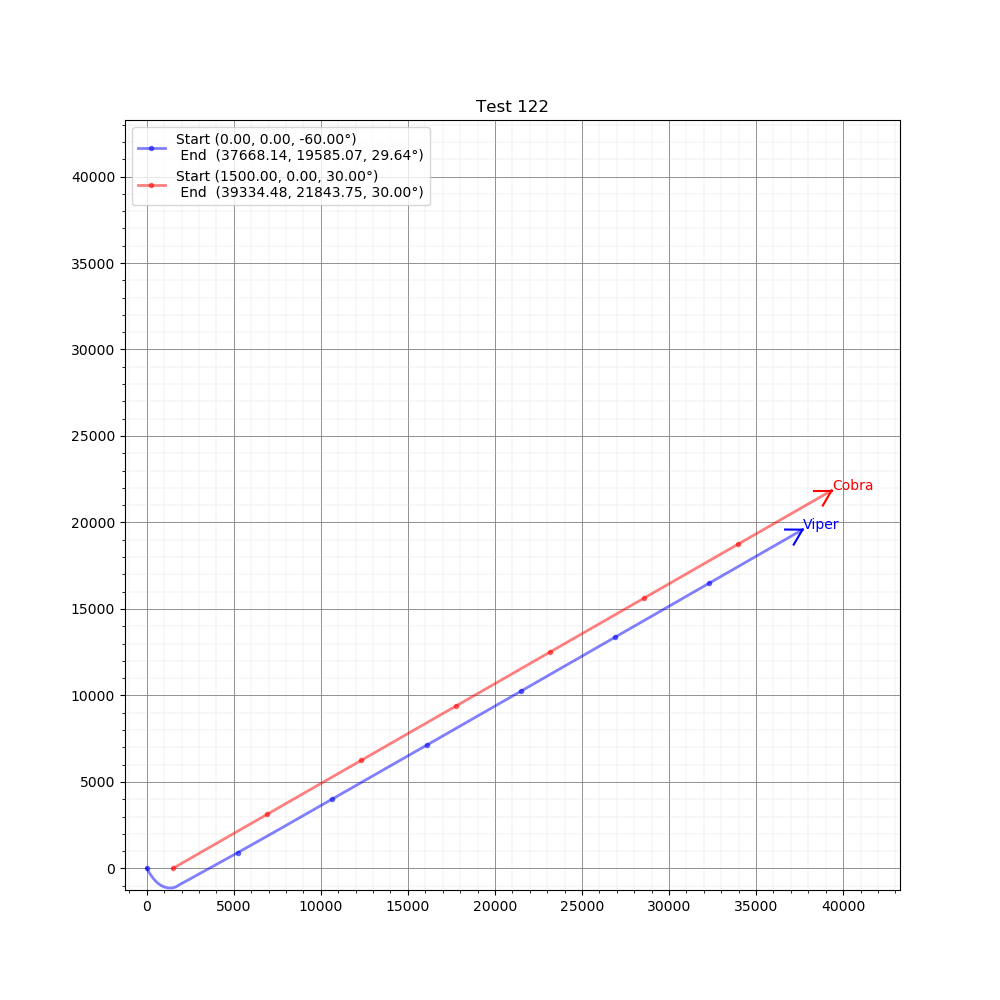 Test 122
Start (0.00, 0.00, -60.00°)
End (37668.14, 19585.07, 29.64°)
Start (1500.00, 0.00, 30.00°)
End (39334.48, 21843.75, 30.00°)
40000
35000
30000
25000
20000
15000
10000
5000
0
Cobra
Viper
0 5000 10000 15000 20000 25000 30000 35000 40000